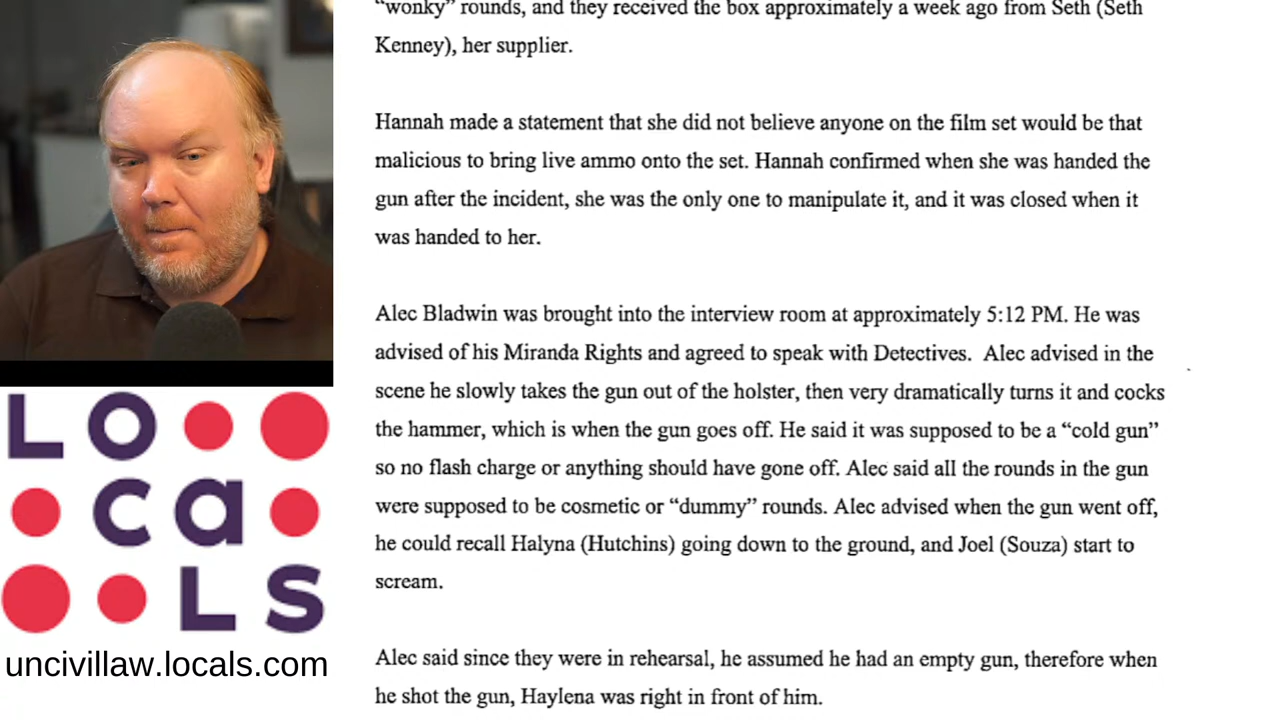 "wonky" rounds, and they received the box approximately a week ago from Seth (Seth
Kenney), her supplier.
Hannah made a statement that she did not believe anyone on the film set would be that
malicious to bring live ammo onto the set. Hannah confirmed when she was handed the
gun after the incident, she was the only one to manipulate it, and it was closed when it
was handed to her.
Alec Bladwin was brought into the interview room at approximately 5:12 PM. He was
advised of his Miranda Rights and agreed to speak with Detectives. Alec advised in the
scene he slowly takes the gun out of the holster, then very dramatically turns it and cocks
the hammer, which is when the gun goes off. He said it was supposed to be a "cold gun"
so no flash charge or anything should have gone off. Alec said all the rounds in the gun
were supposed to be cosmetic or "dummy" rounds. Alec advised when the gun went off,
he could recall Halyna (Hutchins) going down to the ground, and Joel (Souza) start to
scream.
Alec said since they were in rehearsal, he assumed he had an empty gun, therefore when
he shot the gun, Haylena was right in front of him.
LO
ca
LS
uncivillaw.locals.com